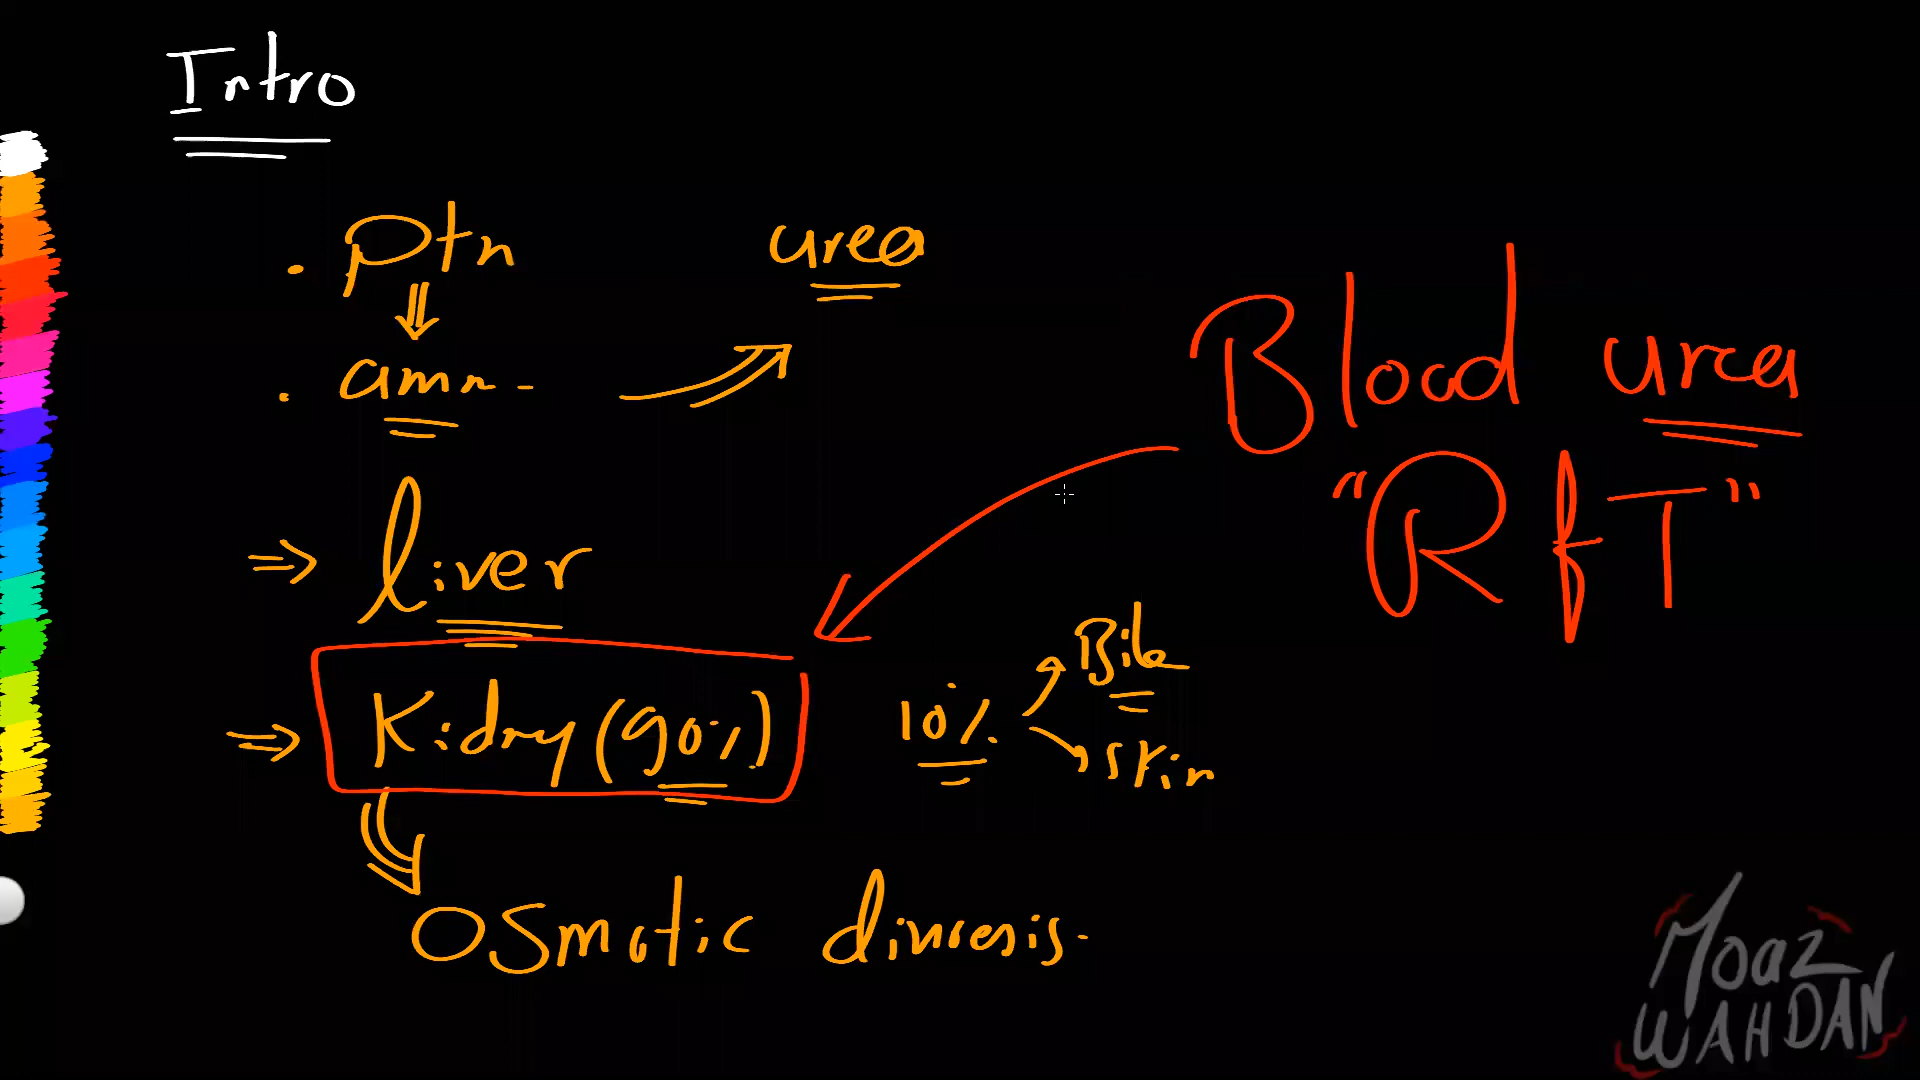 Intro
. ptn
urea
. amn-
Blood urea
"RfT"
⇒ liver
⇒ Kidny (90%)
10%
Bile
skin
Osmotic diuresis.
Moaz
WAHDAN